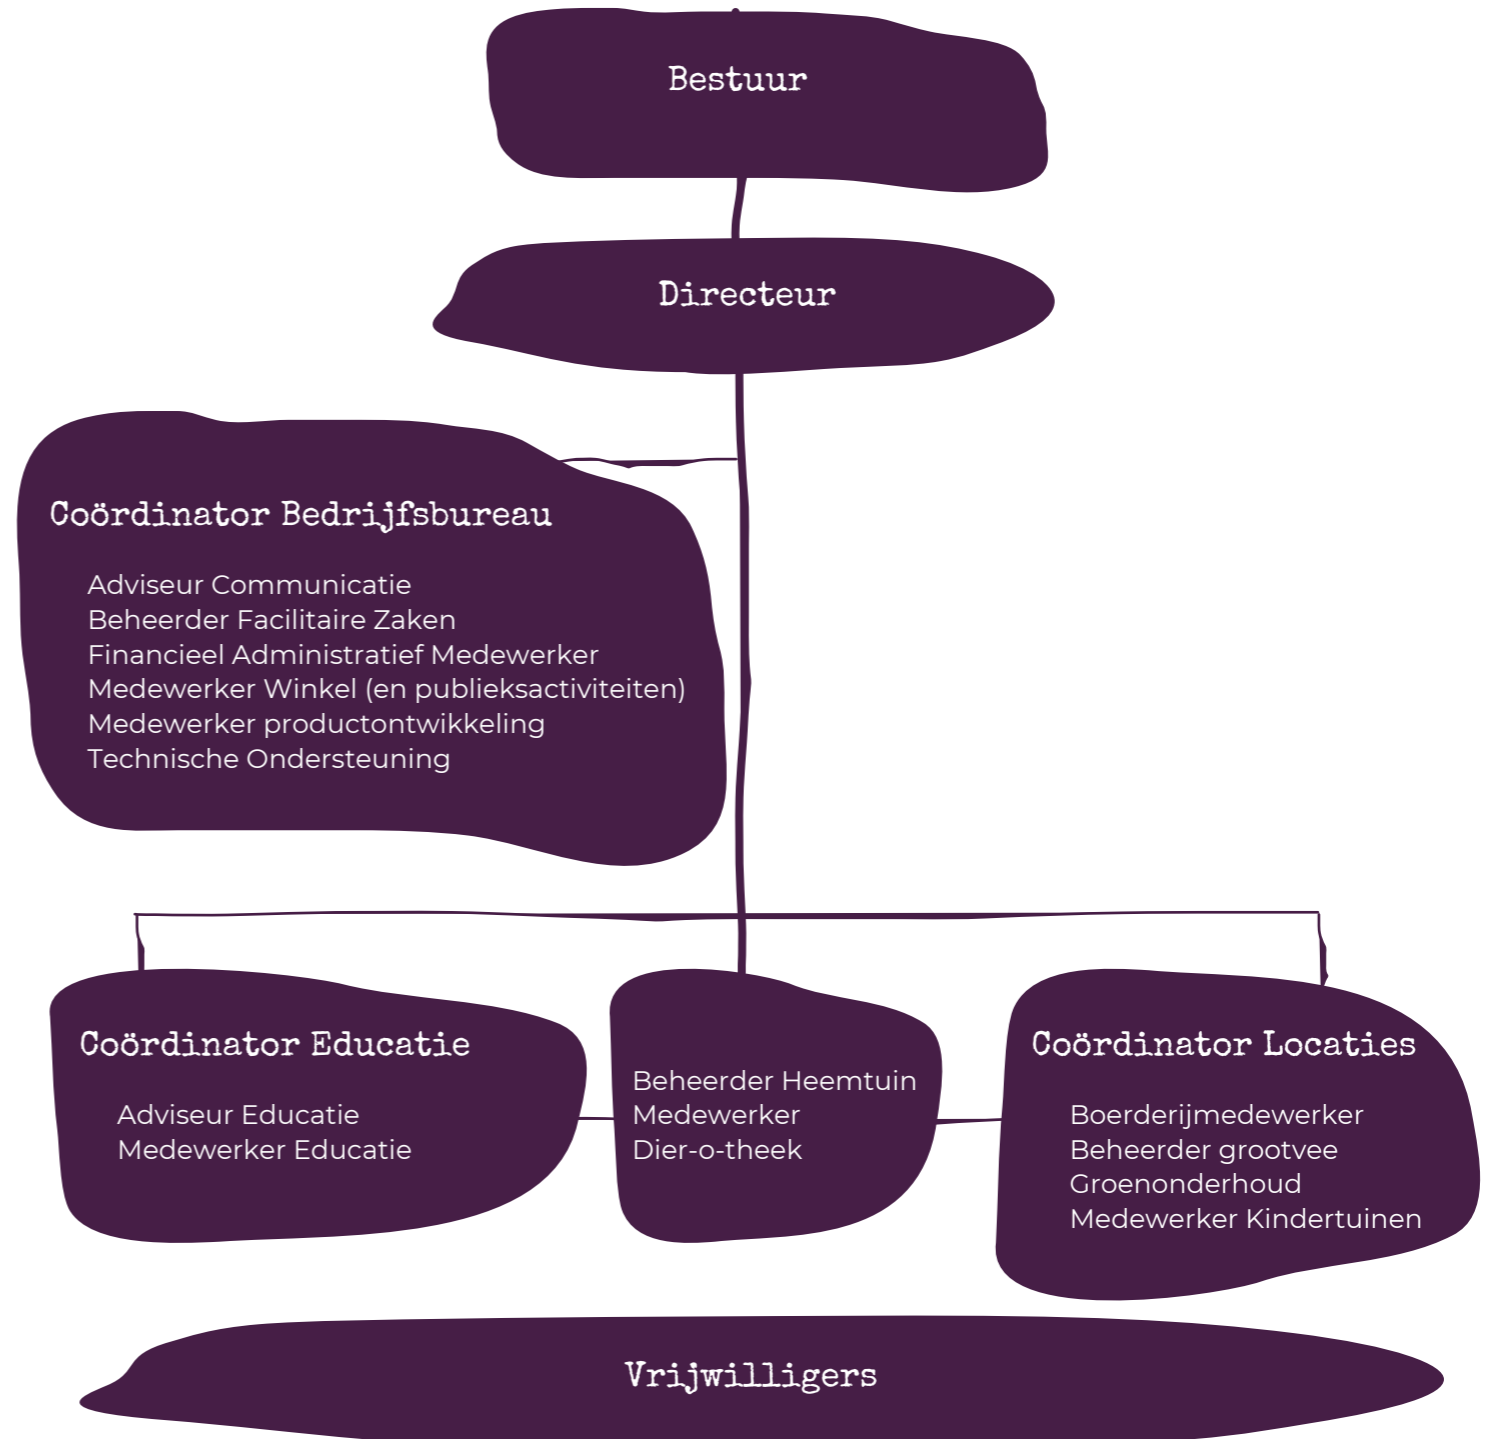 Bestuur
Directeur
Coördinator Bedrijfsbureau
Adviseur Communicatie
Beheerder Facilitaire Zaken
Financieel Administratief Medewerker
Medewerker Winkel (en publieksactiviteiten)
Medewerker productontwikkeling
Technische Ondersteuning
Coördinator Educatie
Adviseur Educatie
Medewerker Educatie
Beheerder Heemtuin
Medewerker
Dier-o-theek
Coördinator Locaties
Boerderijmedewerker
Beheerder grootvee
Groenonderhoud
Medewerker Kindertuinen
Vrijwilligers